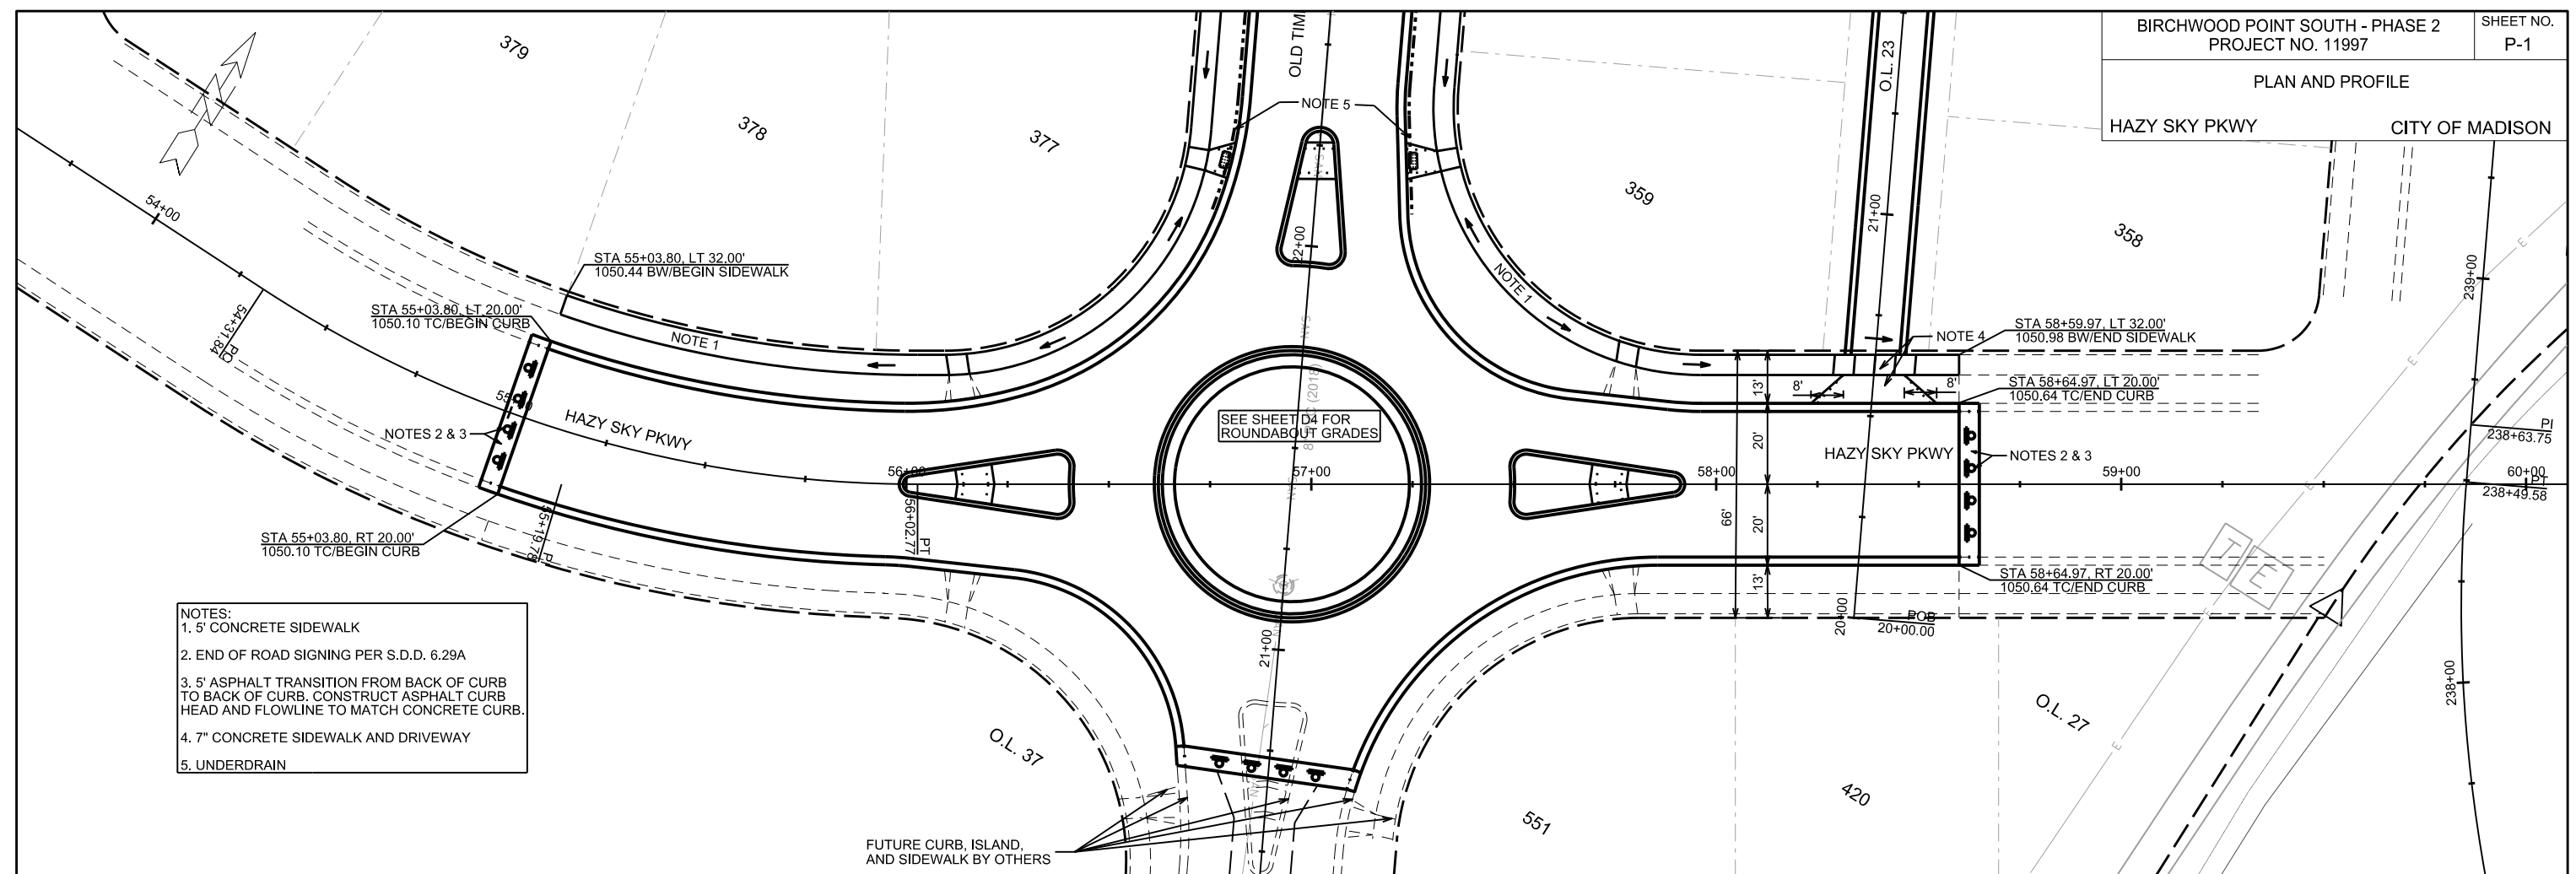 BIRCHWOOD POINT SOUTH - PHASE 2
PROJECT NO. 11997
SHEET NO.
P-1
PLAN AND PROFILE
HAZY SKY PKWY
CITY OF MADISON
379
378
377
OLD TIM
NOTE 5
359
O.L. 23
358
54+00
21+00
22+00
239+00
STA 55+03.80, LT 32.00'
1050.44 BW/BEGIN SIDEWALK
STA 55+03.80, LT 20.00'
1050.10 TC/BEGIN CURB
54+31.84
PC
NOTE 1
NOTE 1
NOTE 4
STA 58+59.97, LT 32.00'
1050.98 BW/END SIDEWALK
8'
8'
13'
STA 58+64.97, LT 20.00'
1050.64 TC/END CURB
NOTES 2 & 3
HAZY SKY PKWY
SEE SHEET D4 FOR
ROUNDABOUT GRADES
20'
HAZY SKY PKWY
NOTES 2 & 3
PI
238+63.75
56+00
57+00
58+00
59+00
60+00
PT
238+49.58
56+02.77
PT
55+19.78
PI
66'
20'
13'
STA 55+03.80, RT 20.00'
1050.10 TC/BEGIN CURB
STA 58+64.97, RT 20.00'
1050.64 TC/END CURB
T
E
20+00
POB
20+00.00
21+00
238+00
NOTES:
1. 5' CONCRETE SIDEWALK
2. END OF ROAD SIGNING PER S.D.D. 6.29A
3. 5' ASPHALT TRANSITION FROM BACK OF CURB
TO BACK OF CURB. CONSTRUCT ASPHALT CURB
HEAD AND FLOWLINE TO MATCH CONCRETE CURB.
4. 7" CONCRETE SIDEWALK AND DRIVEWAY
5. UNDERDRAIN
O.L. 37
O.L. 27
551
420
FUTURE CURB, ISLAND,
AND SIDEWALK BY OTHERS